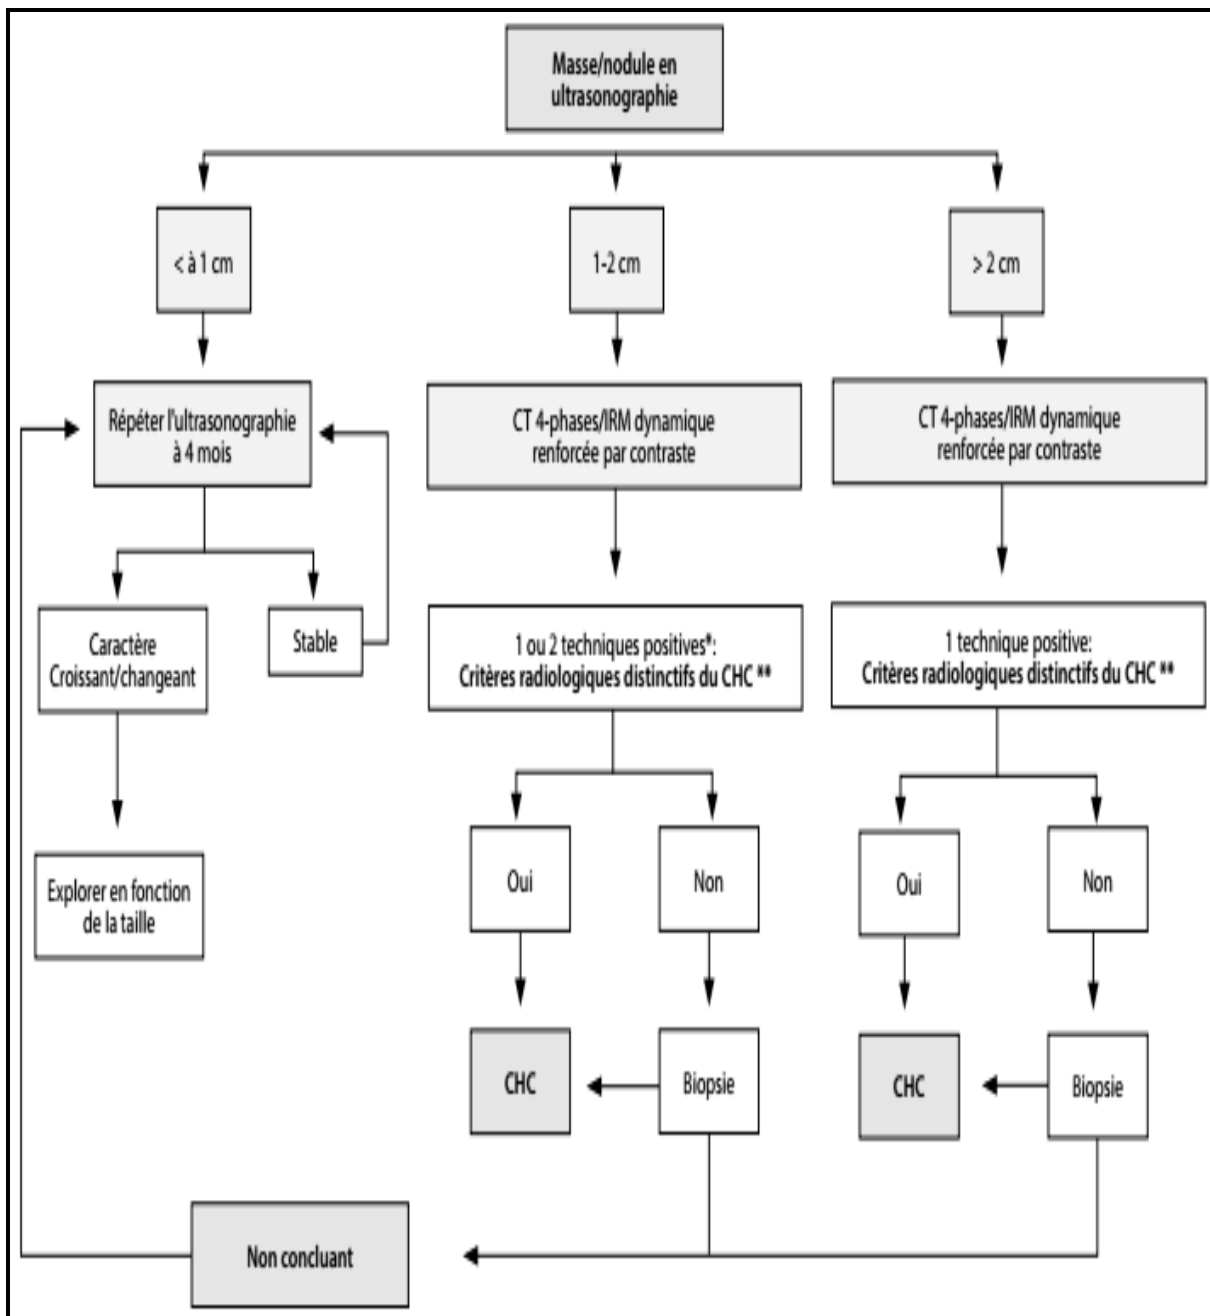 Masse/nodule en
ultrasonographie
< à 1 cm
1-2 cm
> 2 cm
Répéter l'ultrasonographie
à 4 mois
CT 4-phases/IRM dynamique
renforcée par contraste
CT 4-phases/IRM dynamique
renforcée par contraste
Caractère
Croissant/changeant
Stable
1 ou 2 techniques positives*:
Critères radiologiques distinctifs du CHC **
1 technique positive:
Critères radiologiques distinctifs du CHC **
Explorer en fonction
de la taille
Oui
Non
Oui
Non
CHC
Biopsie
CHC
Biopsie
Non concluant